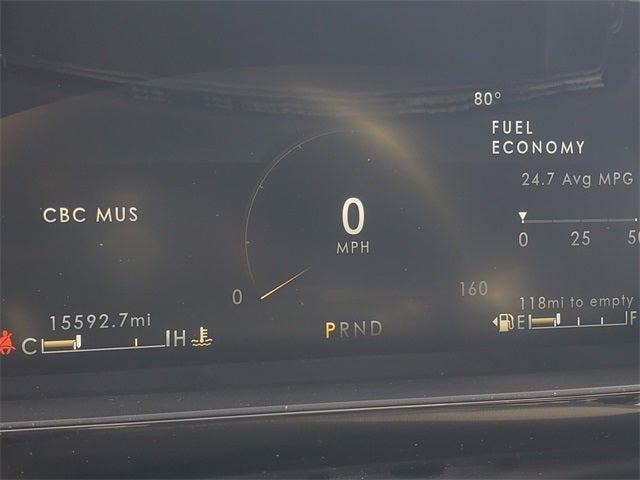 80°
FUEL
ECONOMY
24.7 Avg MPG
CBC MUS
0
MPH
0 25 50
0
160
118mi to empty
15592.7mi
PRND
E F
C H